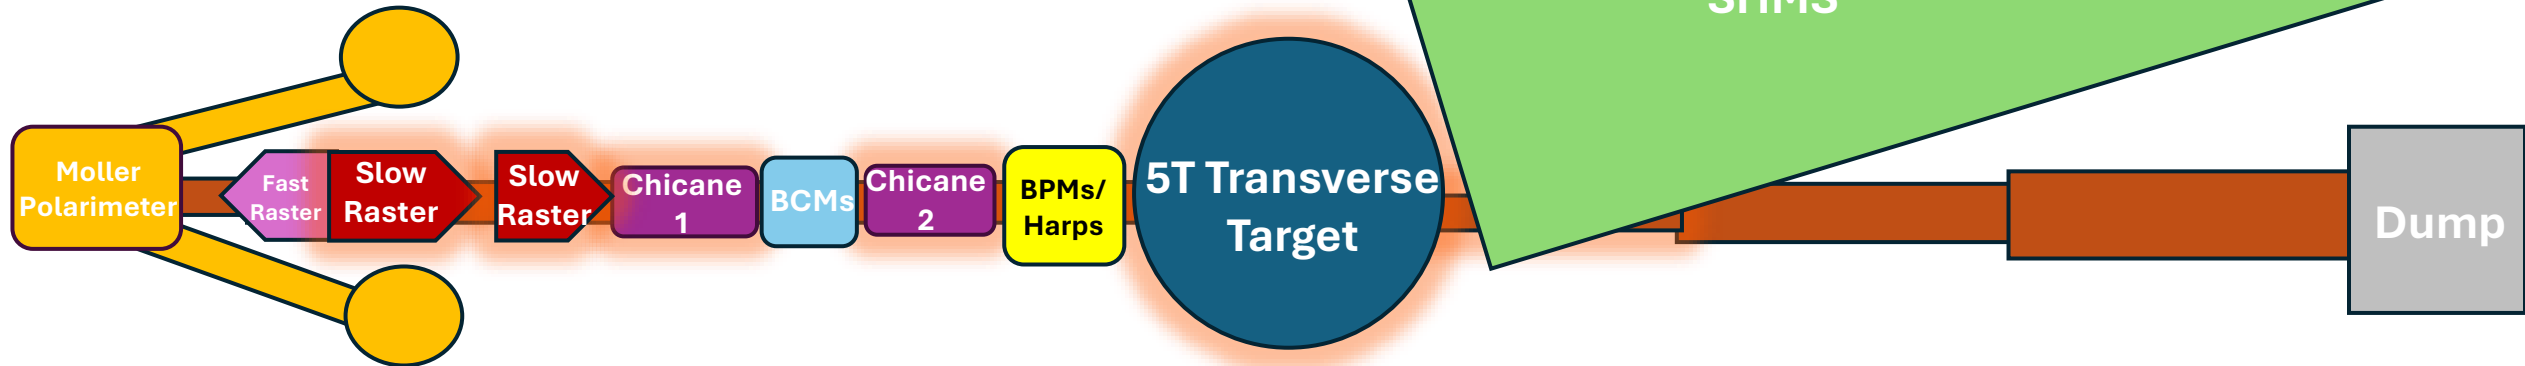 SHMS
Moller
Polarimeter
Fast
Raster
Slow
Raster
Slow
Raster
Chicane
1
BCMs
Chicane
2
BPMs/
Harps
5T Transverse
Target
Dump